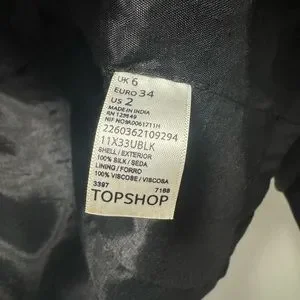 UK 6
EURO 34
US 2
MADE IN INDIA
RN 123849
2260362109294
11X33UBLK
SHELL / EXTERIOR
100% SILK / SEDA
LINING / FORRO
100% VISCOSE / VISCOSA
3397 7188
TOPSHOP